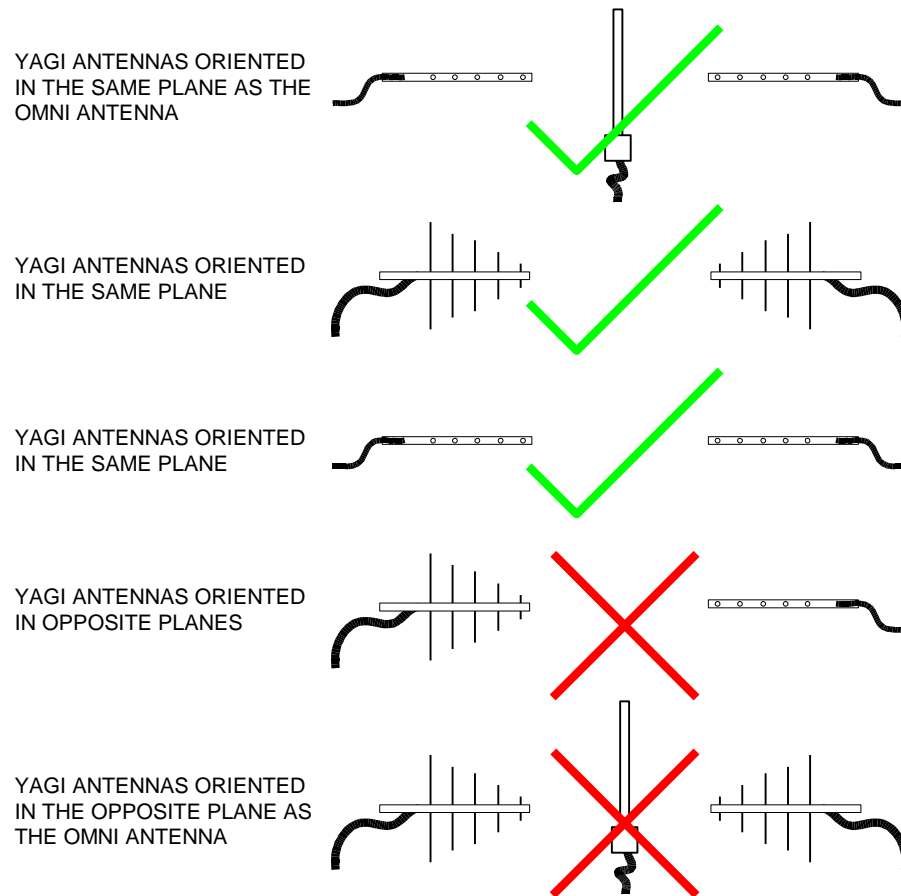 YAGI ANTENNAS ORIENTED
IN THE SAME PLANE AS THE
OMNI ANTENNA
YAGI ANTENNAS ORIENTED
IN THE SAME PLANE
YAGI ANTENNAS ORIENTED
IN THE SAME PLANE
YAGI ANTENNAS ORIENTED
IN OPPOSITE PLANES
YAGI ANTENNAS ORIENTED
IN THE OPPOSITE PLANE AS
THE OMNI ANTENNA